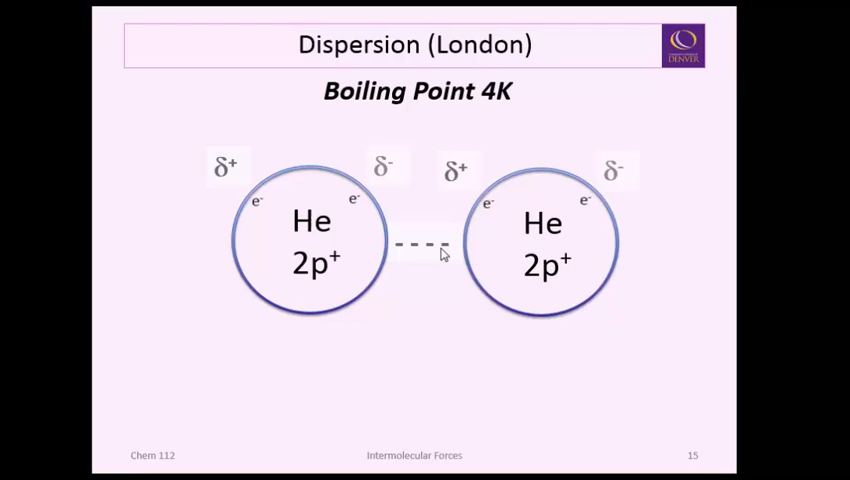 Dispersion (London)
DENVER
Boiling Point 4K
δ+ δ- δ+ δ-
e- e- e- e-
He He
2p+ 2p+
Chem 112 Intermolecular Forces 15